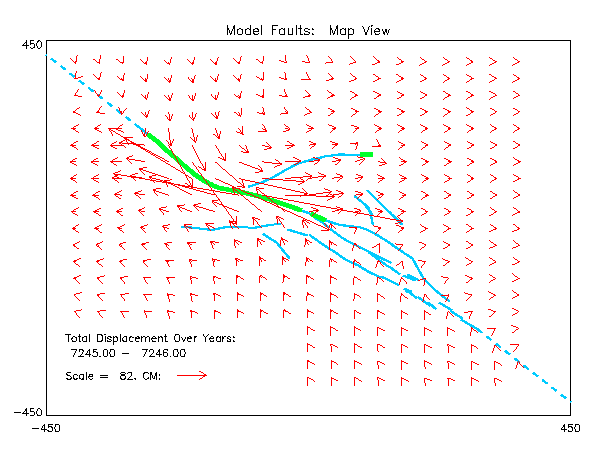 Model Faults: Map View
450
Total Displacement Over Years:
7245.00 - 7246.00
Scale = 82. CM:
-450
-450
450